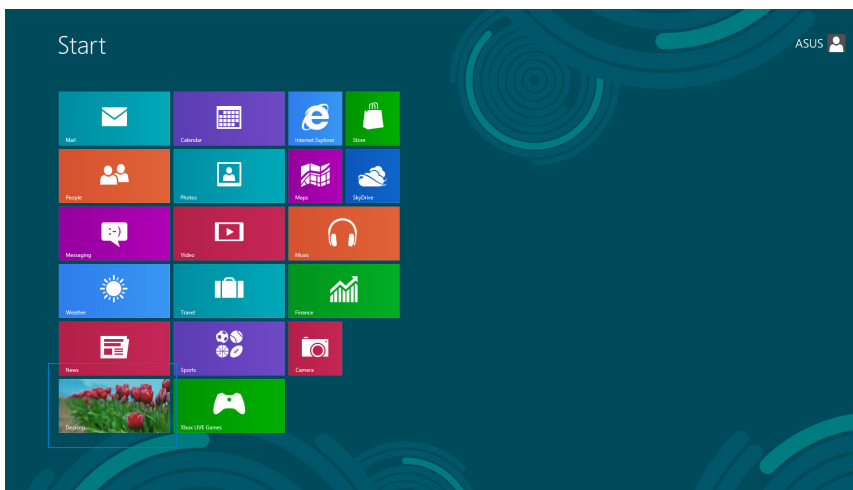 Start
ASUS
Mail
Calendar
Internet Explorer
Store
People
Photos
Maps
SkyDrive
Messaging
:-)
Video
Music
Weather
Travel
Finance
News
Sports
Camera
Desktop
Xbox LIVE Games